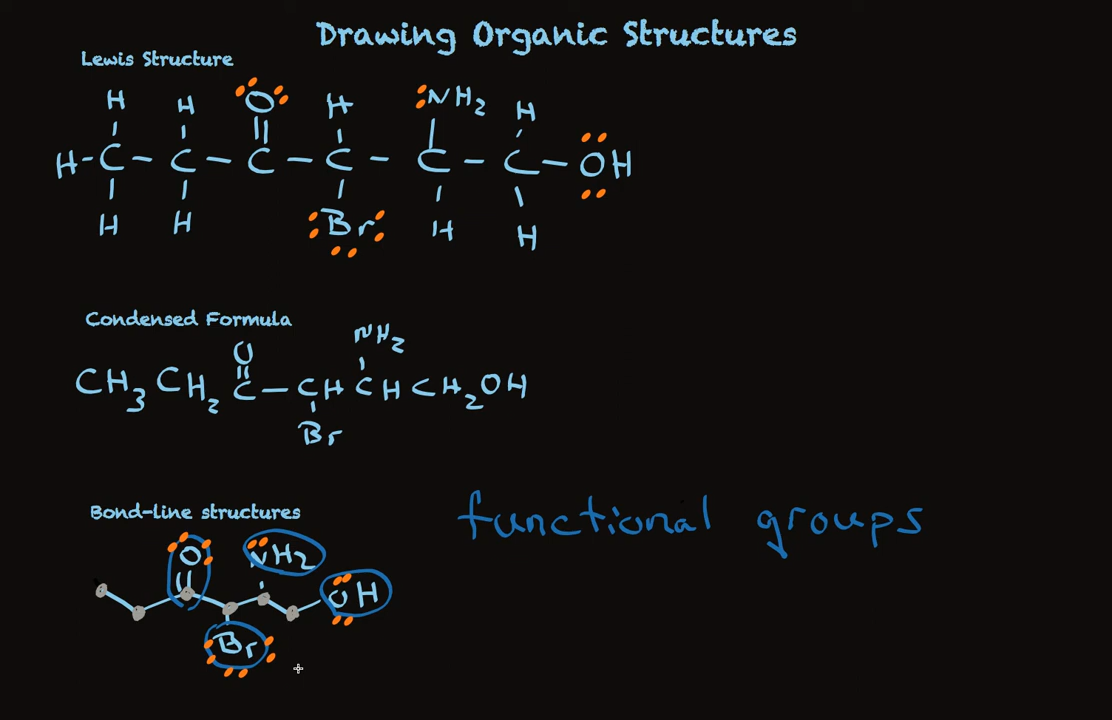 Drawing Organic Structures
Lewis Structure
H H O H NH2 H
H-C-C-C-C-C-C-OH
H H Br H H
Condensed Formula
O NH2
CH3CH2C-CHCHCH2OH
Br
Bond-line structures
functional groups
O NH2
OH
Br